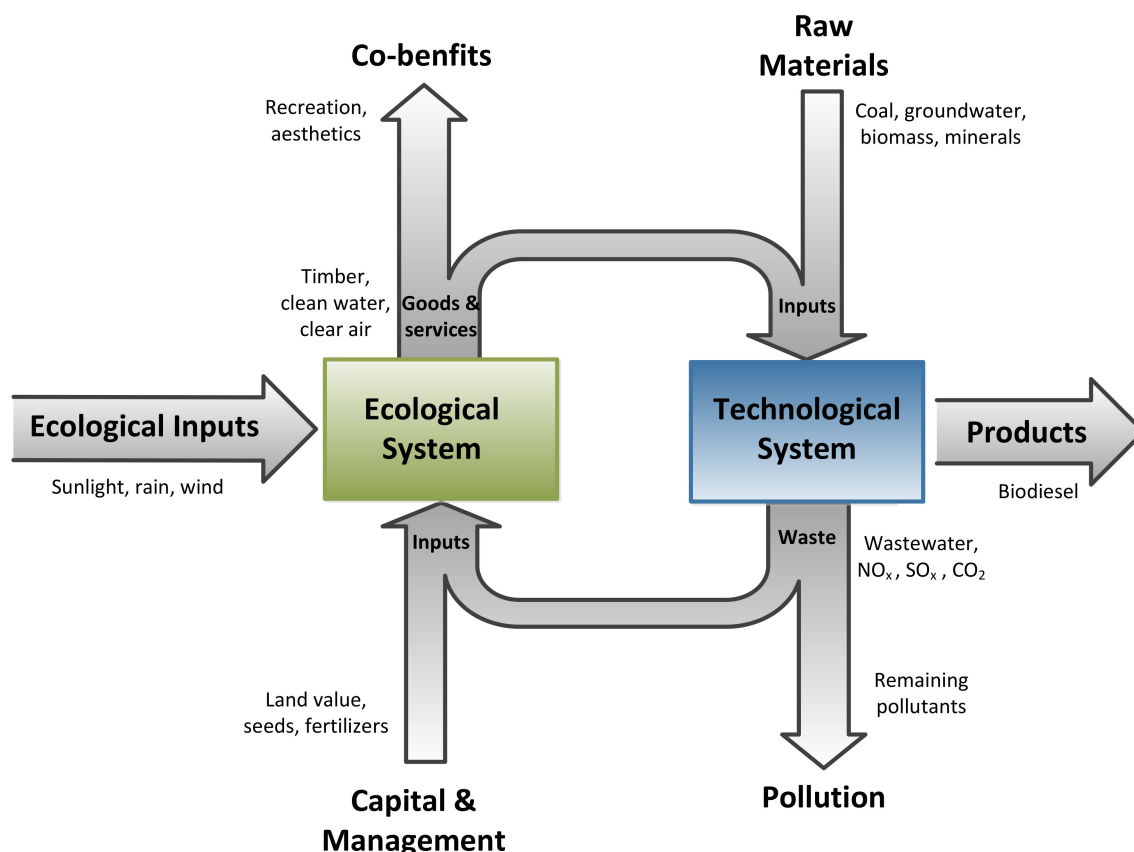 Co-benfits
Recreation,
aesthetics
Raw
Materials
Coal, groundwater,
biomass, minerals
Timber,
clean water,
clear air
Goods &
services
Inputs
Ecological Inputs
Sunlight, rain, wind
Ecological
System
Technological
System
Products
Biodiesel
Inputs
Waste
Wastewater,
NOₓ , SOₓ , CO₂
Land value,
seeds, fertilizers
Remaining
pollutants
Capital &
Management
Pollution